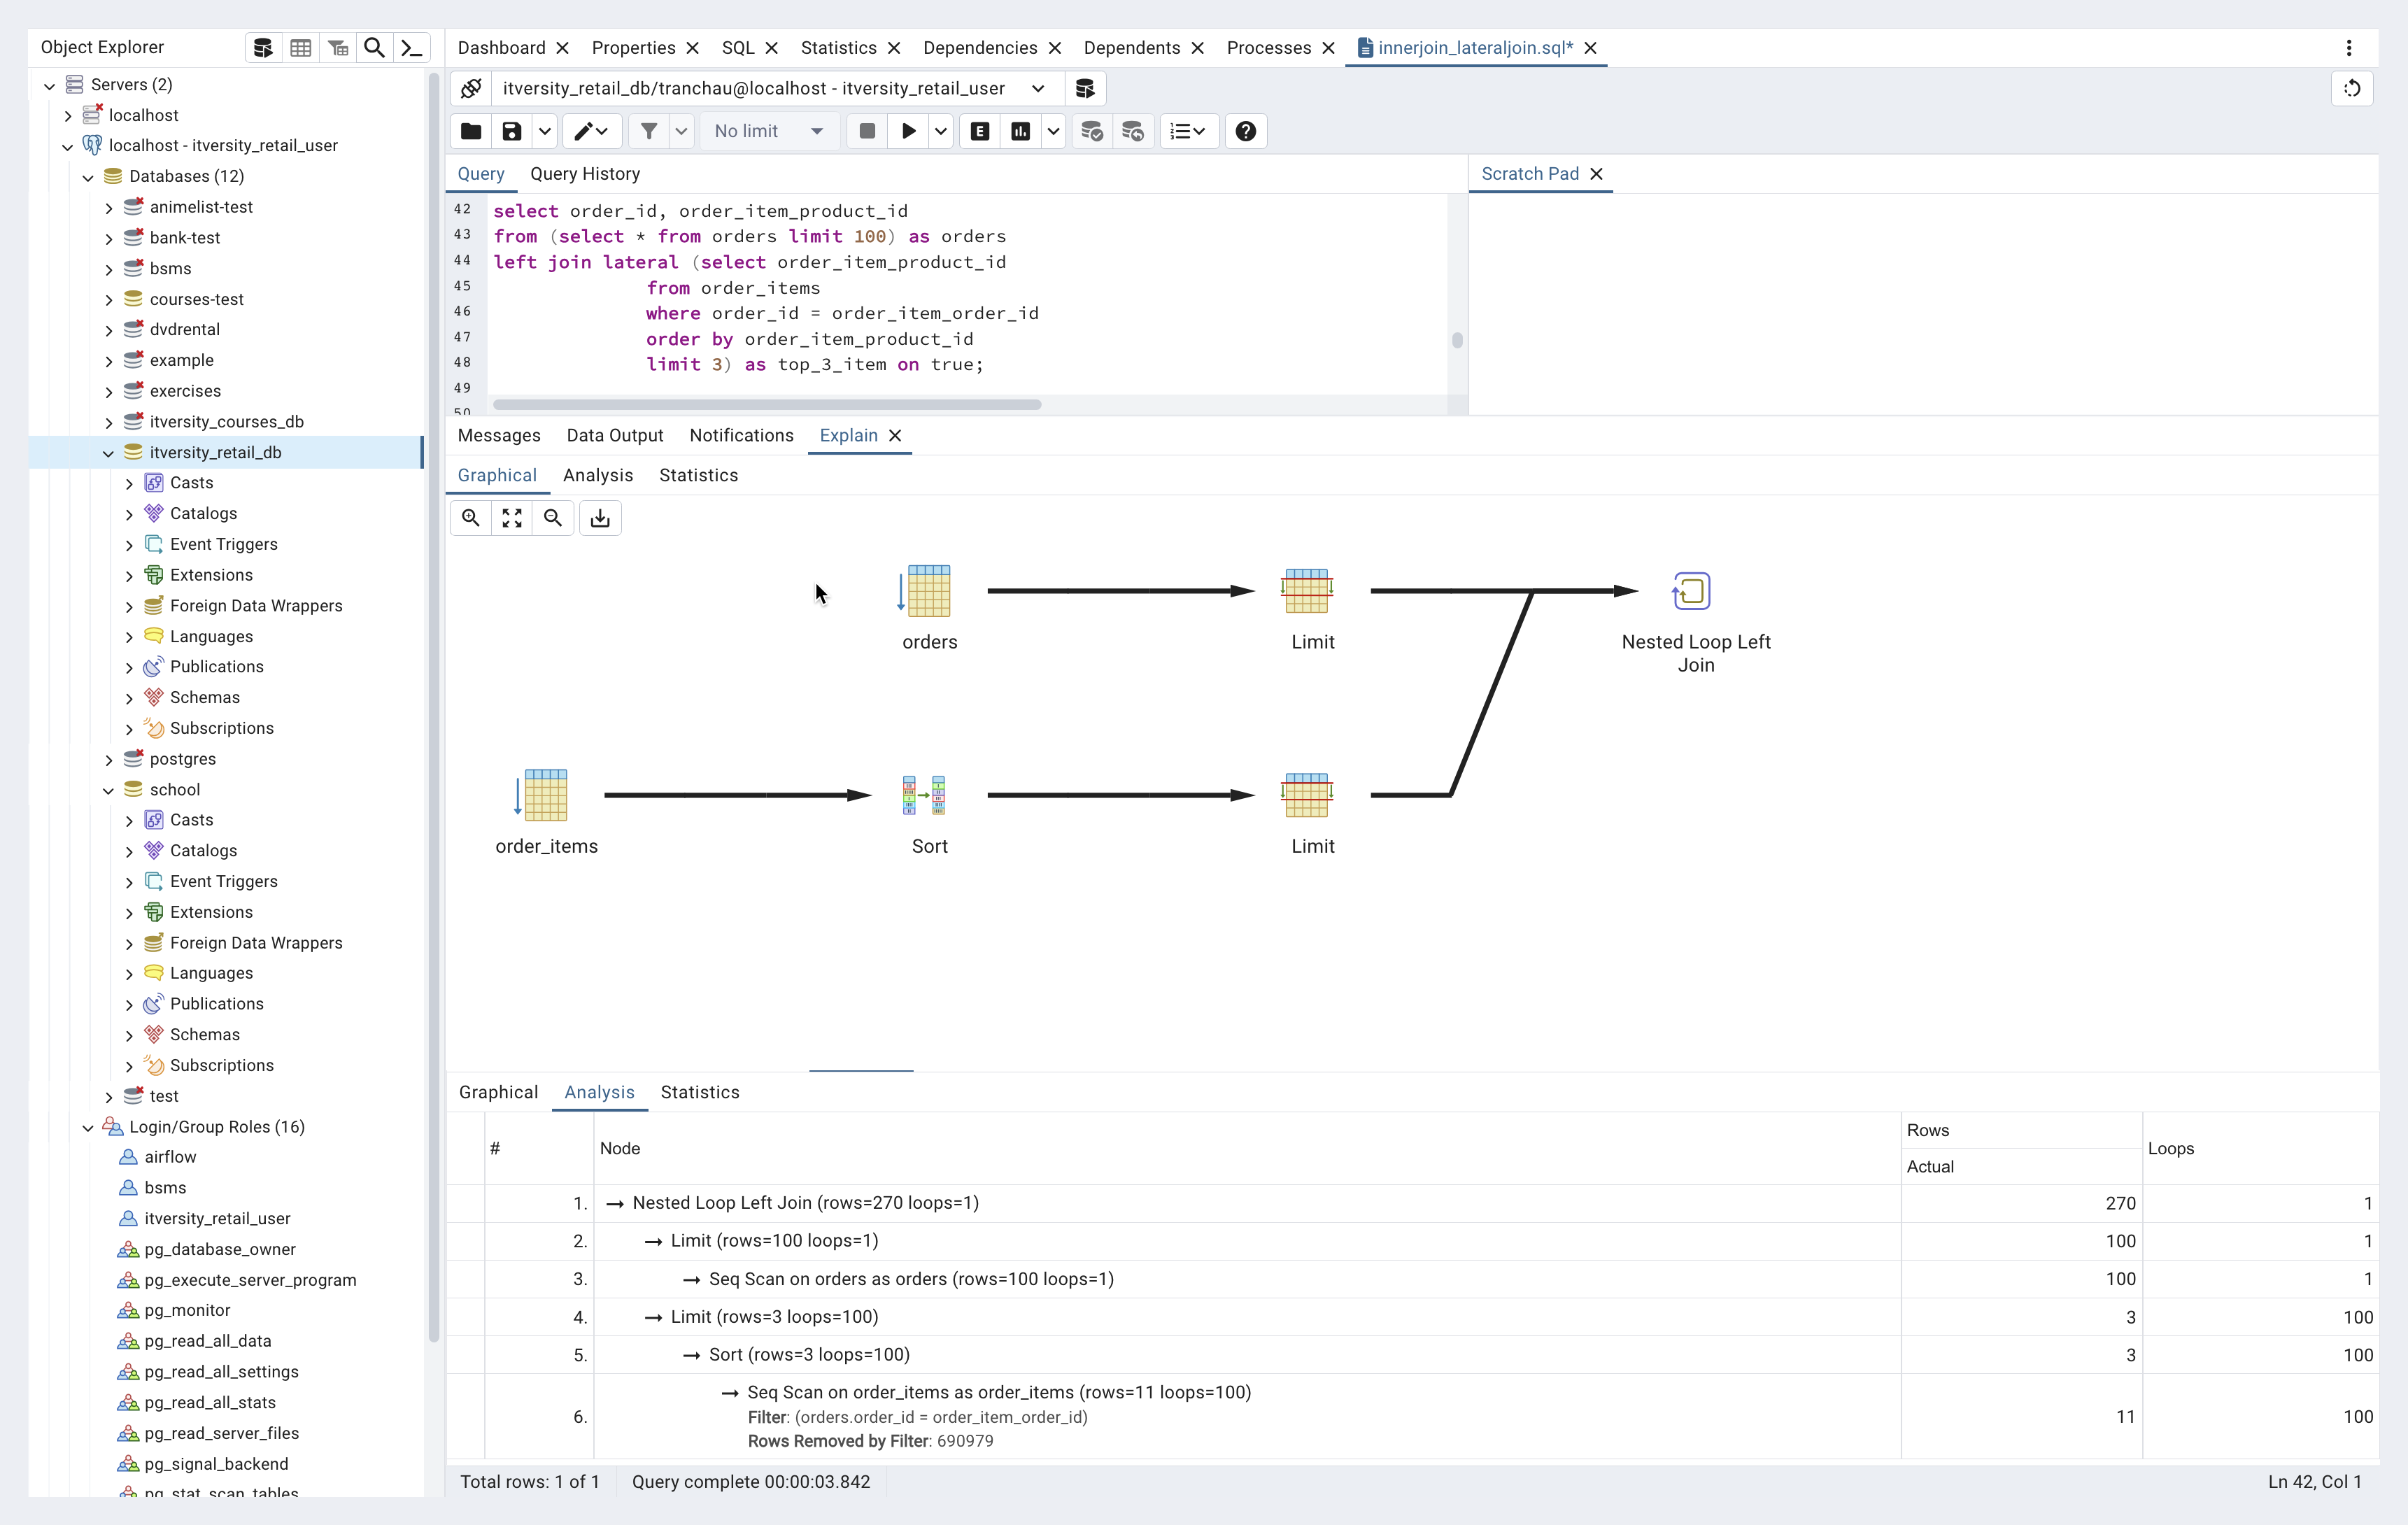 Object Explorer
Servers (2)
localhost
localhost - itversity_retail_user
Databases (12)
animelist-test
bank-test
bsms
courses-test
dvdrental
example
exercises
itversity_courses_db
itversity_retail_db
Casts
Catalogs
Event Triggers
Extensions
Foreign Data Wrappers
Languages
Publications
Schemas
Subscriptions
postgres
school
Casts
Catalogs
Event Triggers
Extensions
Foreign Data Wrappers
Languages
Publications
Schemas
Subscriptions
test
Login/Group Roles (16)
airflow
bsms
itversity_retail_user
pg_database_owner
pg_execute_server_program
pg_monitor
pg_read_all_data
pg_read_all_settings
pg_read_all_stats
pg_read_server_files
pg_signal_backend
pg_stat_scan_tables
Dashboard Properties SQL Statistics Dependencies Dependents Processes innerjoin_lateraljoin.sql*
itversity_retail_db/tranchau@localhost - itversity_retail_user
No limit E
Query Query History
Scratch Pad
42 select order_id, order_item_product_id
43 from (select * from orders limit 100) as orders
44 left join lateral (select order_item_product_id
45 from order_items
46 where order_id = order_item_order_id
47 order by order_item_product_id
48 limit 3) as top_3_item on true;
49
50
Messages Data Output Notifications Explain
Graphical Analysis Statistics
orders Limit Nested Loop Left
Join
order_items Sort Limit
Graphical Analysis Statistics
# Node Rows Loops
Actual
1. → Nested Loop Left Join (rows=270 loops=1) 270 1
2. → Limit (rows=100 loops=1) 100 1
3. → Seq Scan on orders as orders (rows=100 loops=1) 100 1
4. → Limit (rows=3 loops=100) 3 100
5. → Sort (rows=3 loops=100) 3 100
6. → Seq Scan on order_items as order_items (rows=11 loops=100) 11 100
Filter: (orders.order_id = order_item_order_id)
Rows Removed by Filter: 690979
Total rows: 1 of 1 Query complete 00:00:03.842 Ln 42, Col 1